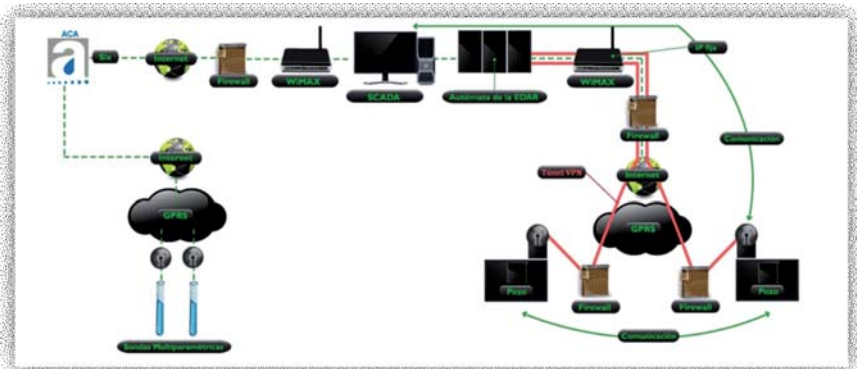 ACA
a
Six
Internet
Firewall
WiMAX
SCADA
Autómata de la EDAR
WiMAX
IP fija
Firewall
Comunicación
Internet
Internet
Túnel VPN
GPRS
GPRS
Pozo
Firewall
Firewall
Pozo
Comunicación
Sondas Multiparamétricas